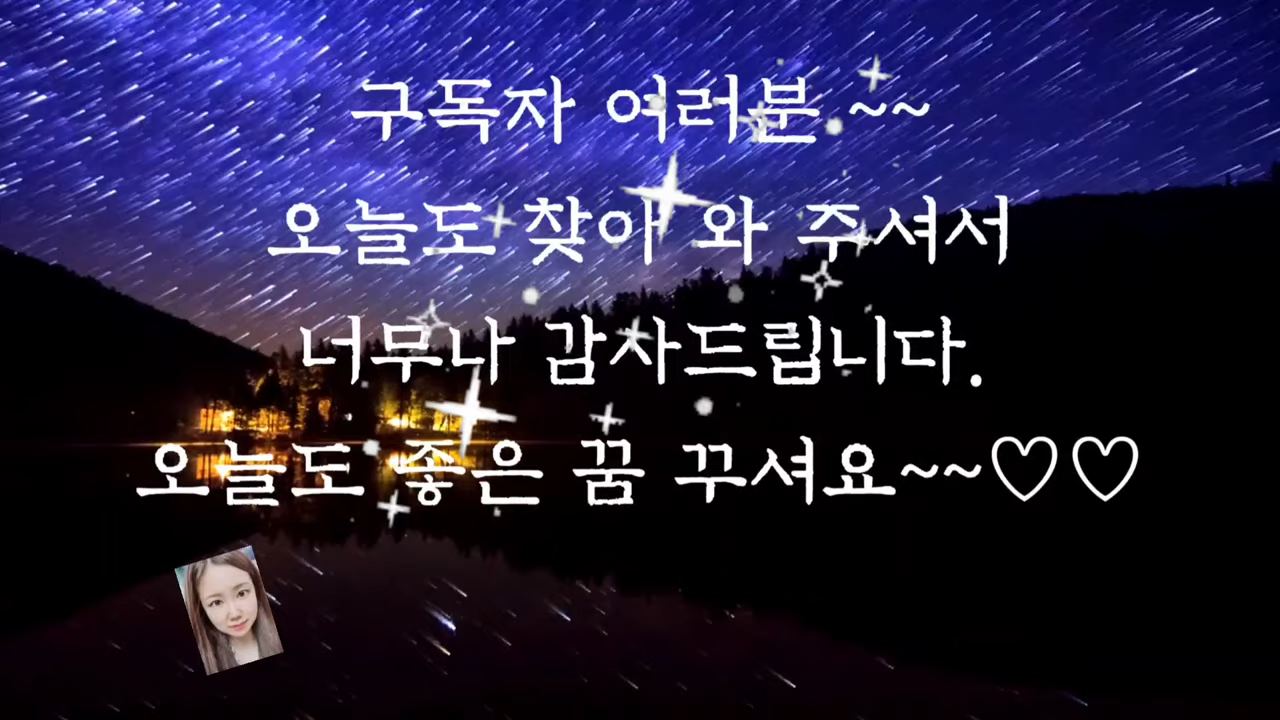 구독자 여러분 ~~
오늘도 찾아 와 주셔서
너무나 감사드립니다.
오늘도 좋은 꿈 꾸셔요~~♡♡